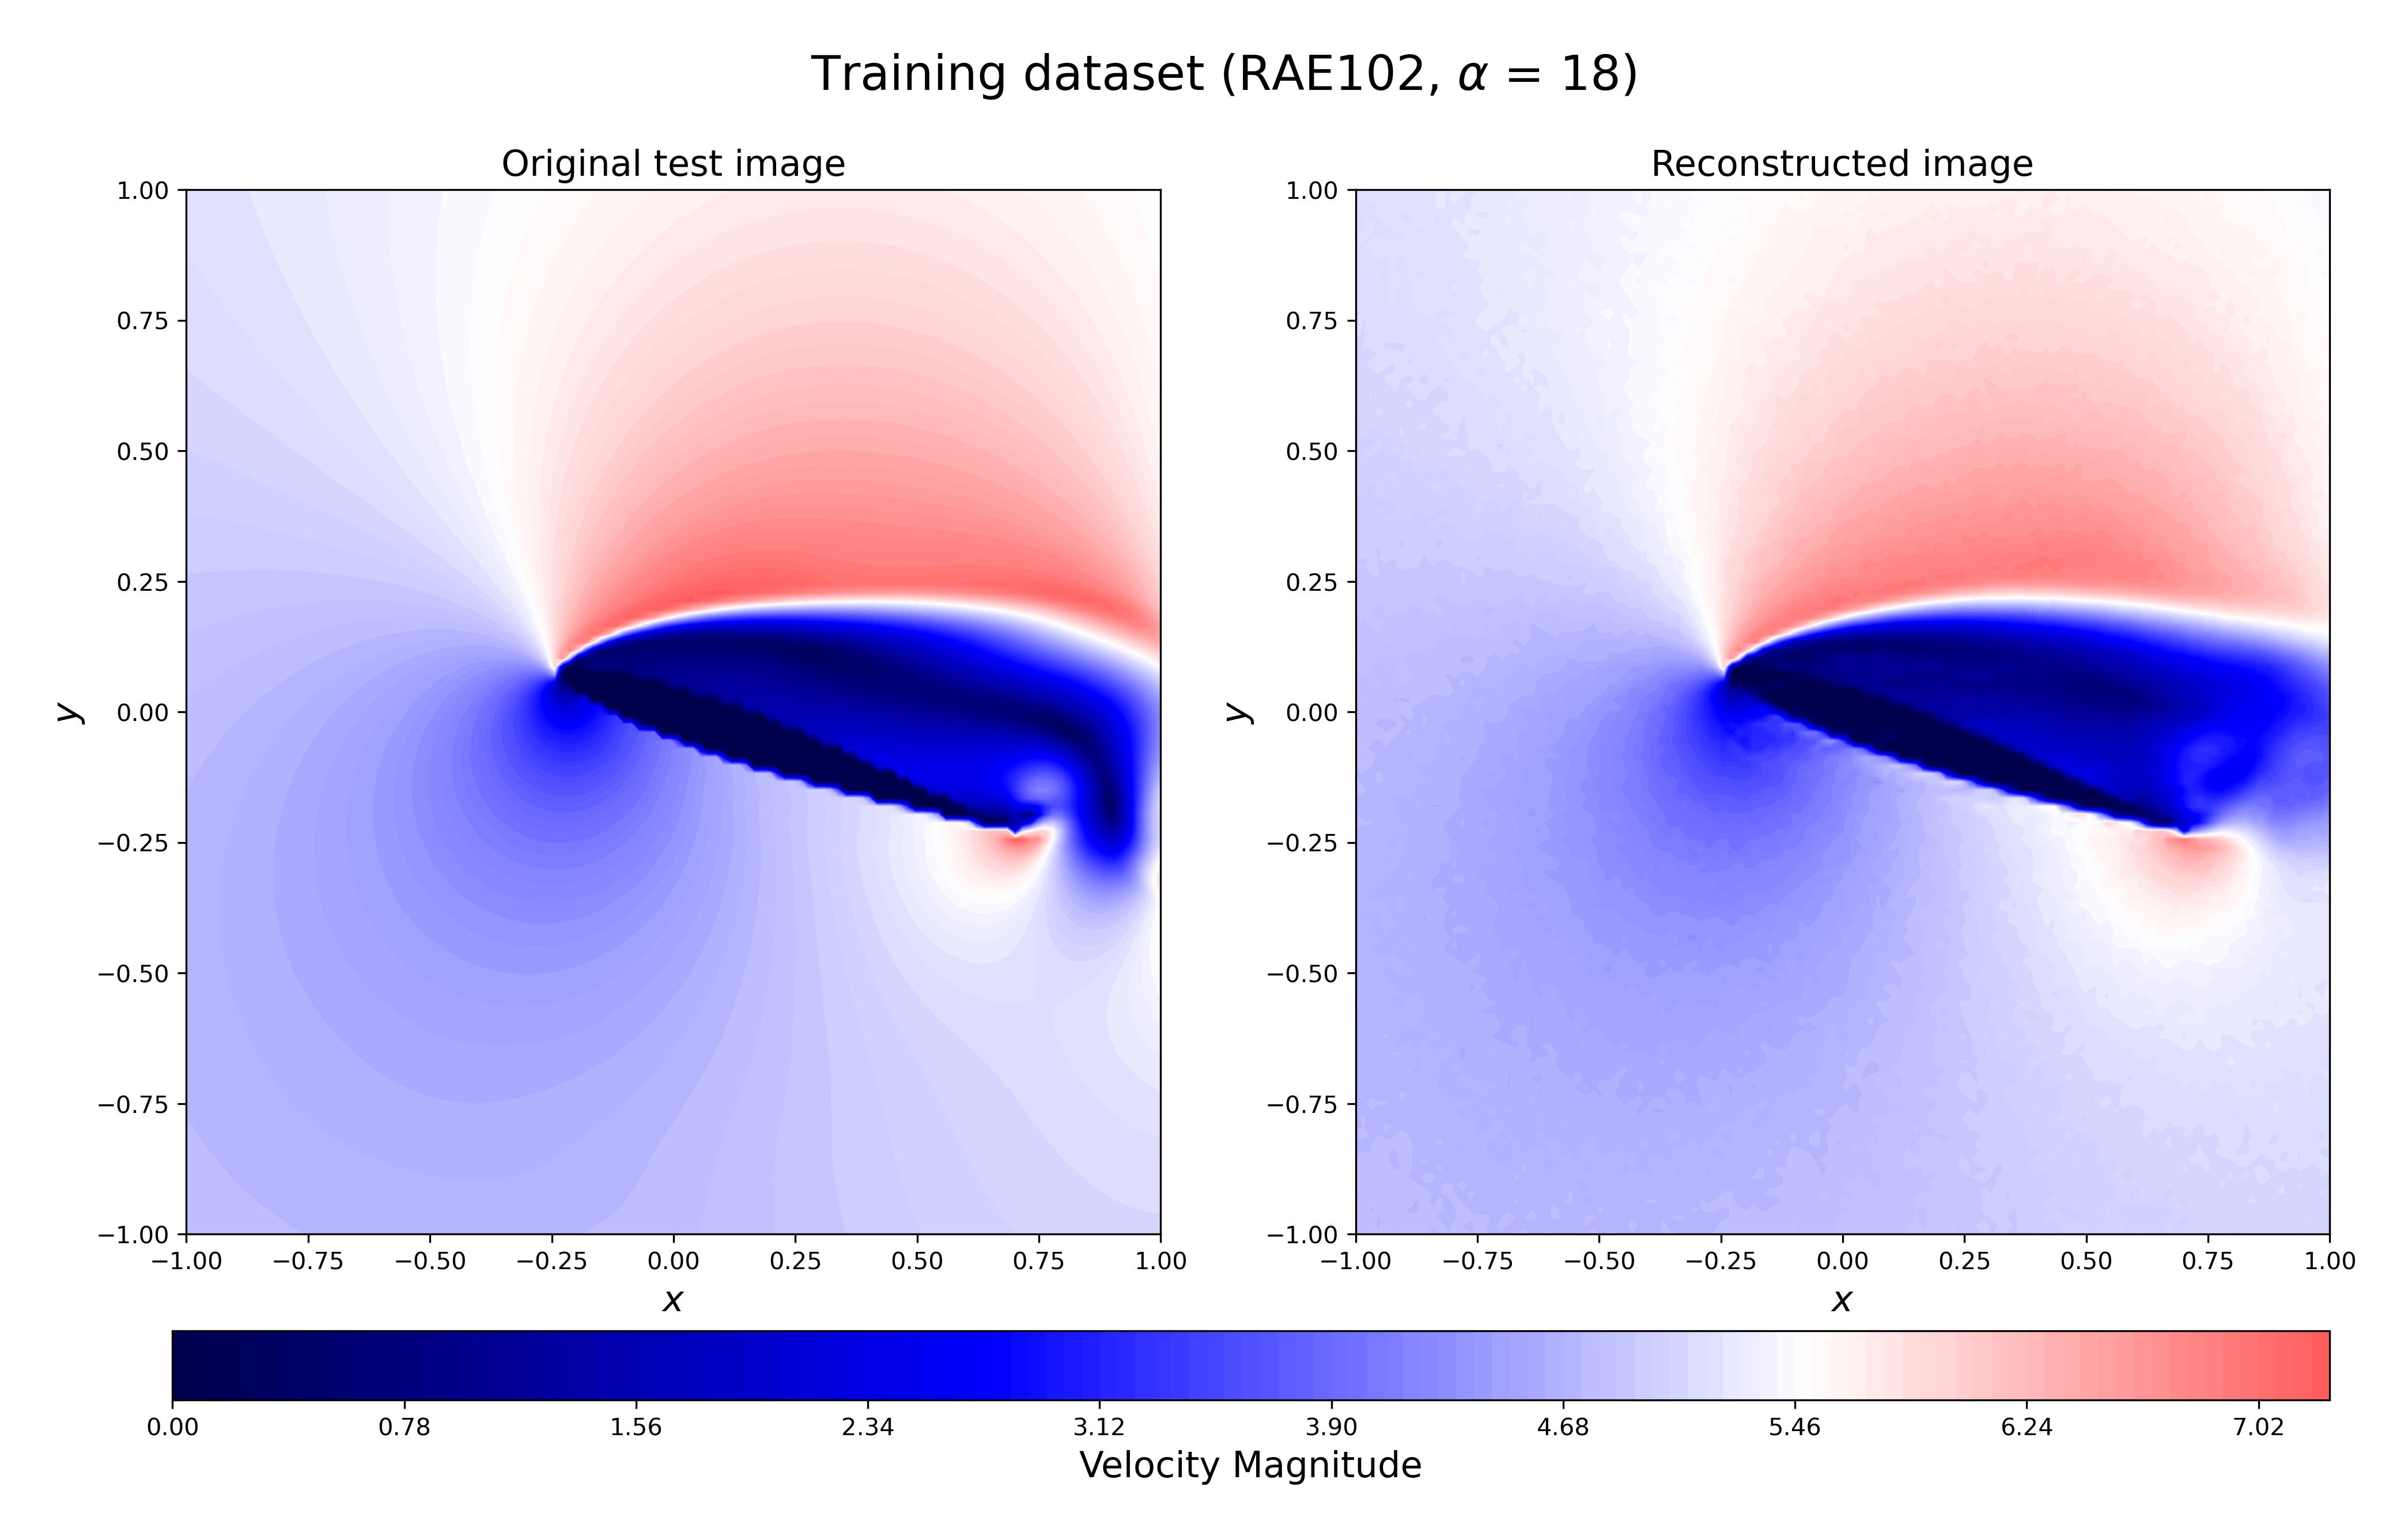 Training dataset (RAE102, α = 18)
Original test image
Reconstructed image
1.00
0.75
0.50
0.25
0.00
−0.25
−0.50
−0.75
−1.00
y
−1.00 −0.75 −0.50 −0.25 0.00 0.25 0.50 0.75 1.00
x
1.00
0.75
0.50
0.25
0.00
−0.25
−0.50
−0.75
−1.00
y
−1.00 −0.75 −0.50 −0.25 0.00 0.25 0.50 0.75 1.00
x
0.00 0.78 1.56 2.34 3.12 3.90 4.68 5.46 6.24 7.02
Velocity Magnitude